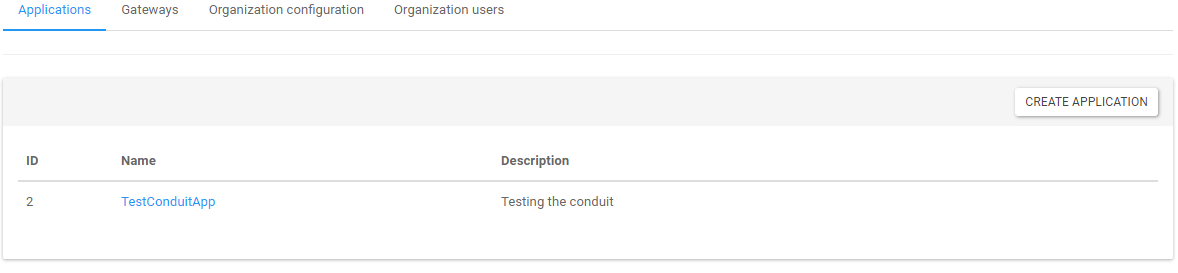 Applications Gateways Organization configuration Organization users
CREATE APPLICATION
ID Name Description
2 TestConduitApp Testing the conduit